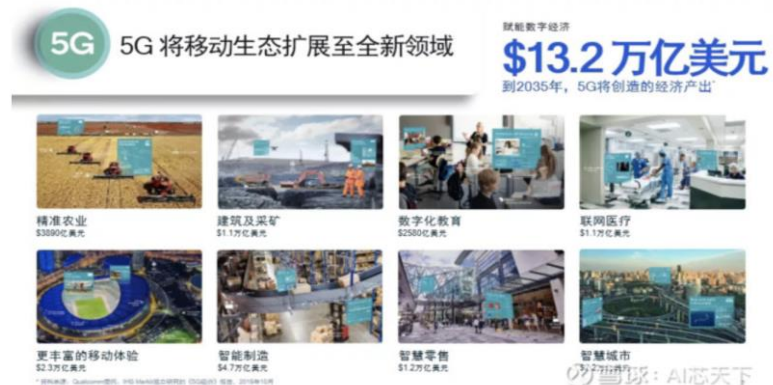 5G
5G 将移动生态扩展至全新领域
赋能数字经济
$13.2 万亿美元
到2035年，5G将创造的经济产出*
精准农业
$3890亿美元
建筑及采矿
$1.1万亿美元
数字化教育
$2580亿美元
联网医疗
$1.1万亿美元
更丰富的移动体验
$2.3万亿美元
智能制造
$4.7万亿美元
智慧零售
$1.2万亿美元
智慧城市
雪球：AI芯天下